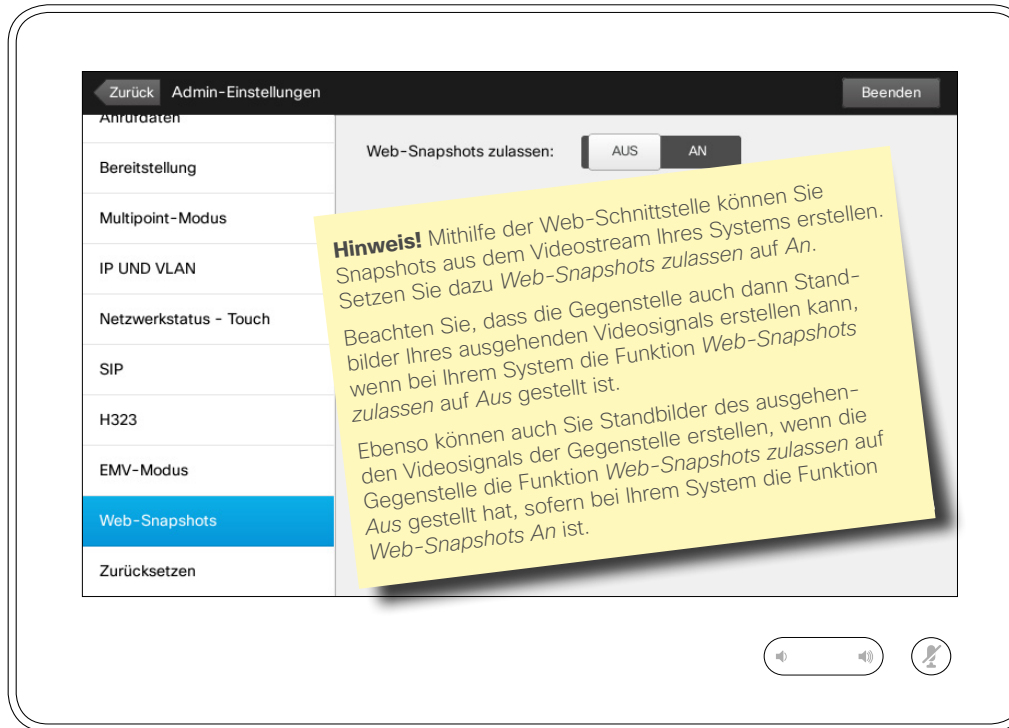 Zurück Admin-Einstellungen Beenden
Anrufdaten
Bereitstellung
Multipoint-Modus
IP UND VLAN
Netzwerkstatus - Touch
SIP
H323
EMV-Modus
Web-Snapshots
Zurücksetzen
Web-Snapshots zulassen: AUS AN
Hinweis! Mithilfe der Web-Schnittstelle können Sie
Snapshots aus dem Videostream Ihres Systems erstellen.
Setzen Sie dazu Web-Snapshots zulassen auf An.
Beachten Sie, dass die Gegenstelle auch dann Stand-
bilder Ihres ausgehenden Videosignals erstellen kann,
wenn bei Ihrem System die Funktion Web-Snapshots
zulassen auf Aus gestellt ist.
Ebenso können auch Sie Standbilder des ausgehen-
den Videosignals der Gegenstelle erstellen, wenn die
Gegenstelle die Funktion Web-Snapshots zulassen auf
Aus gestellt hat, sofern bei Ihrem System die Funktion
Web-Snapshots An ist.